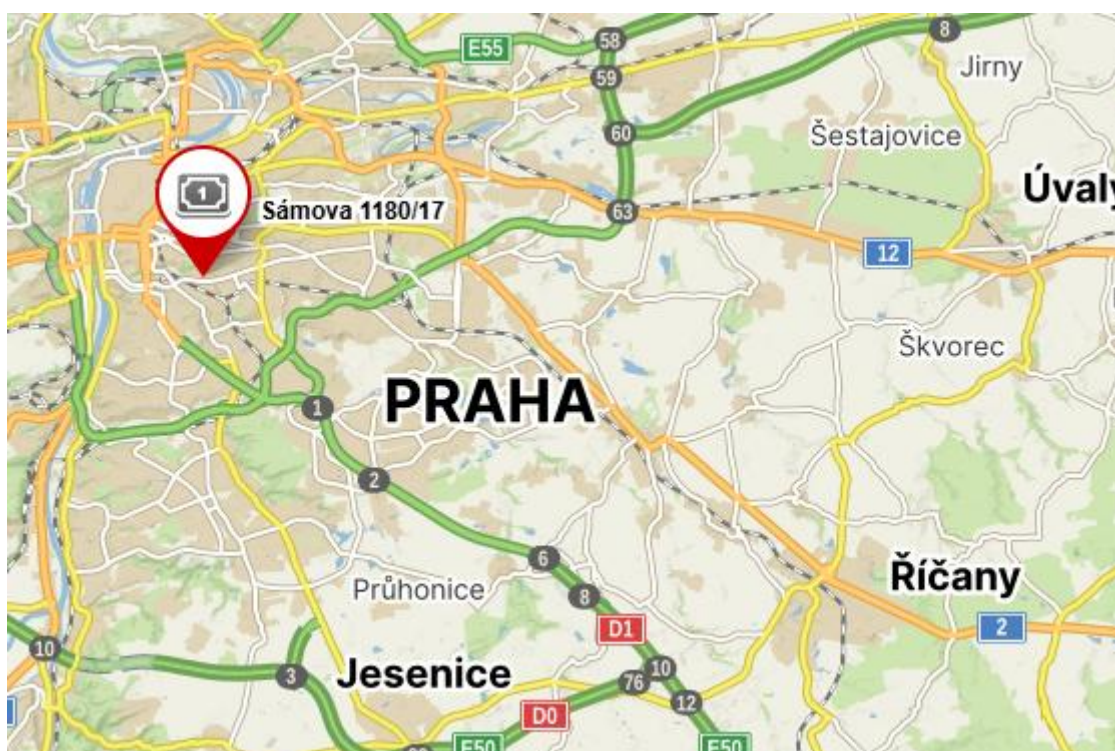 58
E55
8
59
Jirny
60
Šestajovice
1
Úvaly
Sámova 1180/17
63
12
Škvorec
PRAHA
1
2
6
Průhonice
8
Říčany
D1
2
10
3
Jesenice
10
76
12
D0
E50
E50